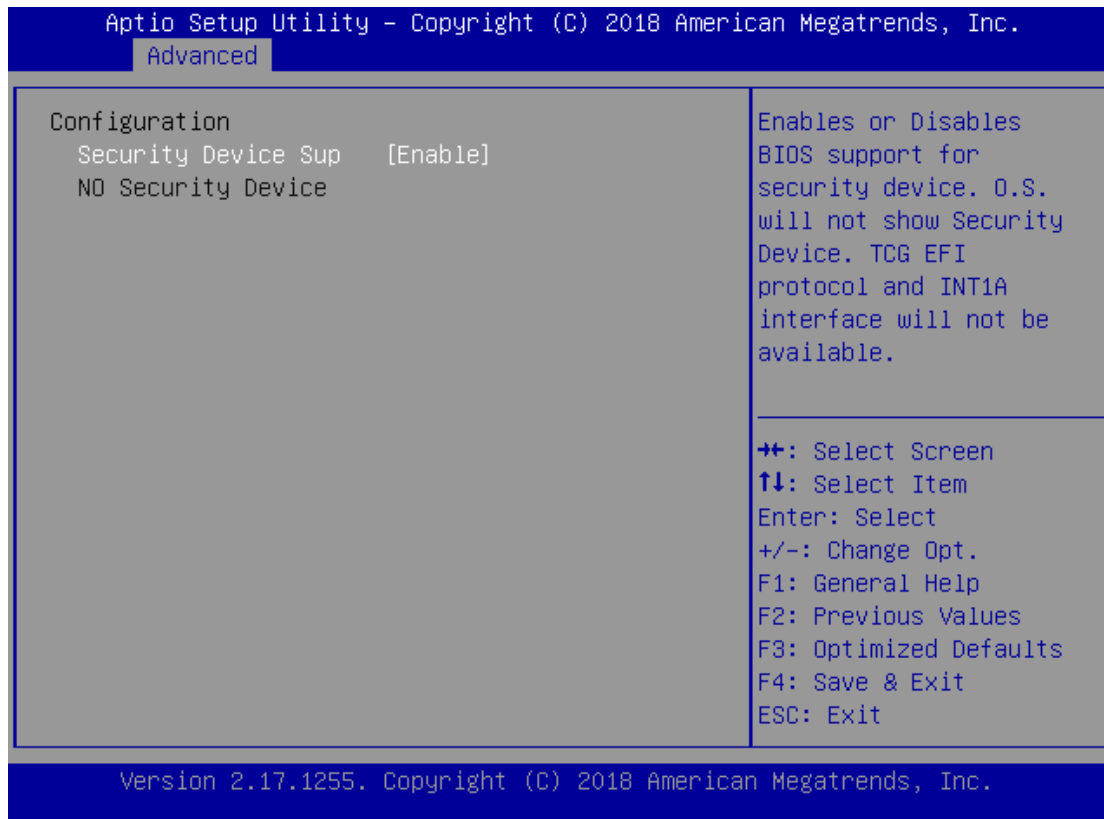 Aptio Setup Utility – Copyright (C) 2018 American Megatrends, Inc.
Advanced
Configuration
Security Device Sup [Enable]
NO Security Device
Enables or Disables
BIOS support for
security device. O.S.
will not show Security
Device. TCG EFI
protocol and INT1A
interface will not be
available.
→←: Select Screen
↑↓: Select Item
Enter: Select
+/-: Change Opt.
F1: General Help
F2: Previous Values
F3: Optimized Defaults
F4: Save & Exit
ESC: Exit
Version 2.17.1255. Copyright (C) 2018 American Megatrends, Inc.